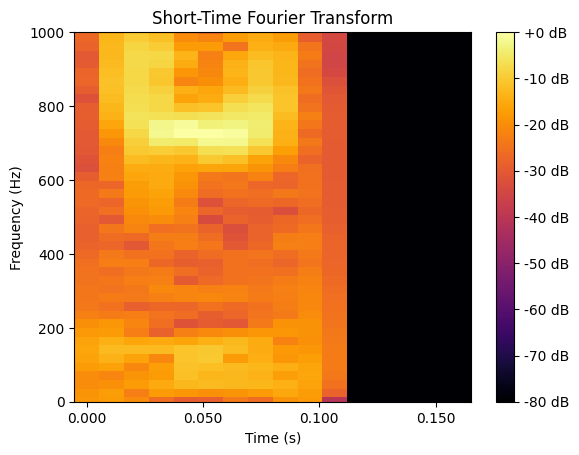 Short-Time Fourier Transform
1000
800
600
400
200
0
Frequency (Hz)
0.000
0.050
0.100
0.150
Time (s)
+0 dB
-10 dB
-20 dB
-30 dB
-40 dB
-50 dB
-60 dB
-70 dB
-80 dB